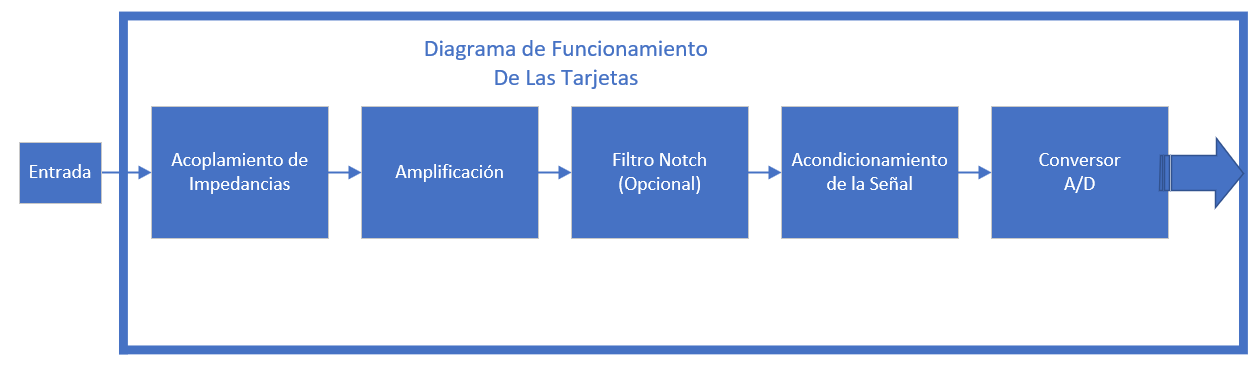 Diagrama de Funcionamiento
De Las Tarjetas
Entrada
Acoplamiento de
Impedancias
Amplificación
Filtro Notch
(Opcional)
Acondicionamiento
de la Señal
Conversor
A/D